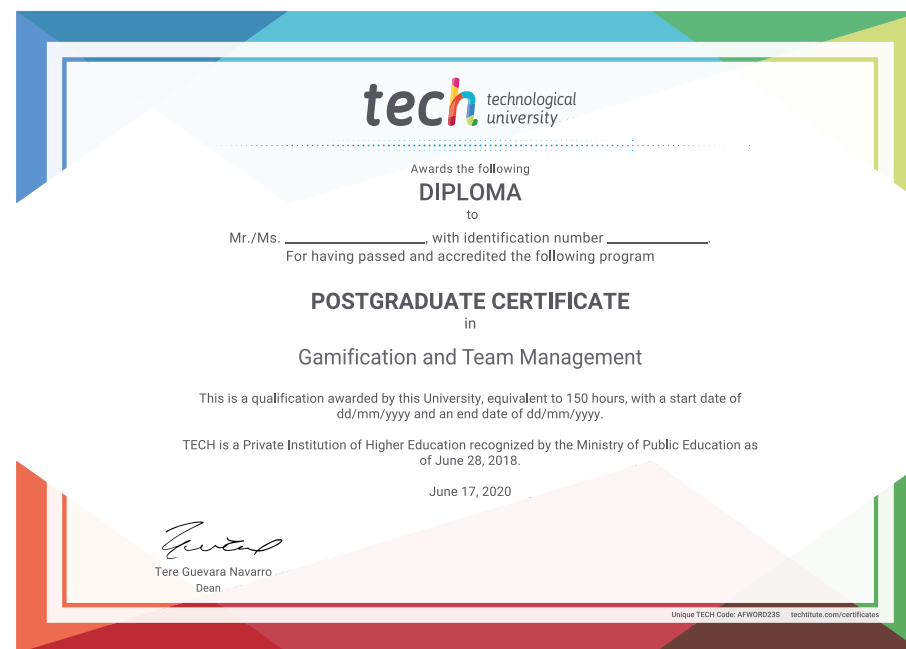 tech technological
university
Awards the following
DIPLOMA
to
Mr./Ms. ____________________, with identification number ______________.
For having passed and accredited the following program
POSTGRADUATE CERTIFICATE
in
Gamification and Team Management
This is a qualification awarded by this University, equivalent to 150 hours, with a start date of
dd/mm/yyyy and an end date of dd/mm/yyyy.
TECH is a Private Institution of Higher Education recognized by the Ministry of Public Education as
of June 28, 2018.
June 17, 2020
Tere Guevara Navarro
Dean
Unique TECH Code: AFWORD23S techtitute.com/certificates